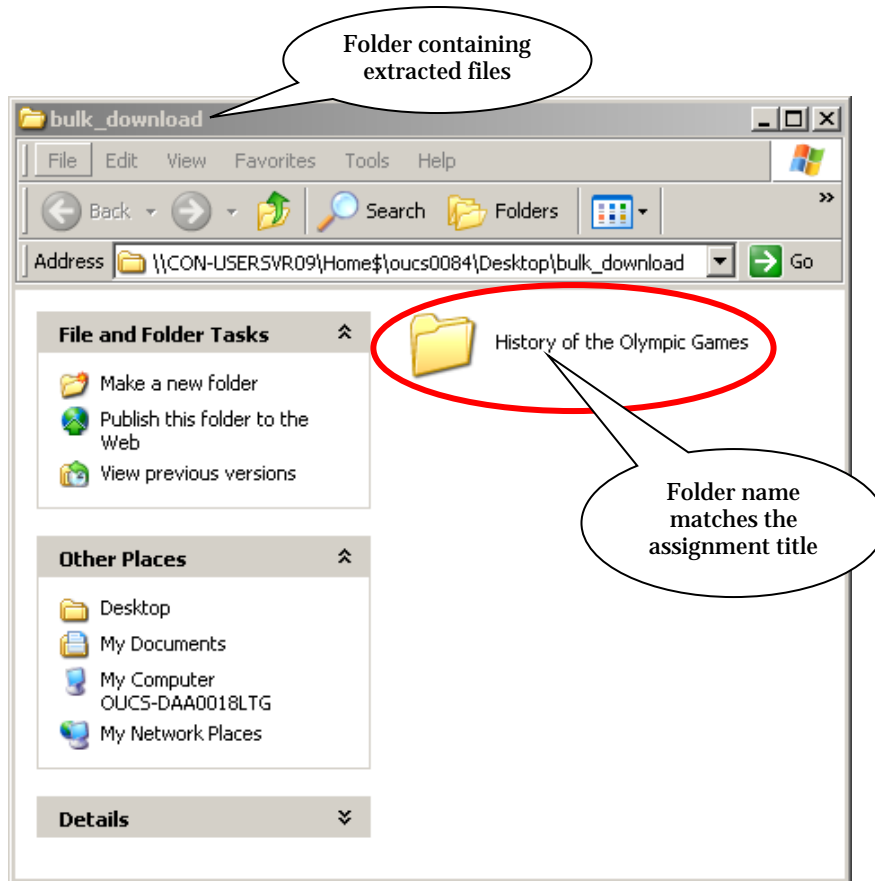 Folder containing
extracted files
bulk_download
File Edit View Favorites Tools Help
Back Search Folders »
Address \\CON-USERSVR09\Home$\oucs0084\Desktop\bulk_download Go
File and Folder Tasks
Make a new folder
Publish this folder to the
Web
View previous versions
History of the Olympic Games
Folder name
matches the
assignment title
Other Places
Desktop
My Documents
My Computer
OUCS-DAA0018LTG
My Network Places
Details